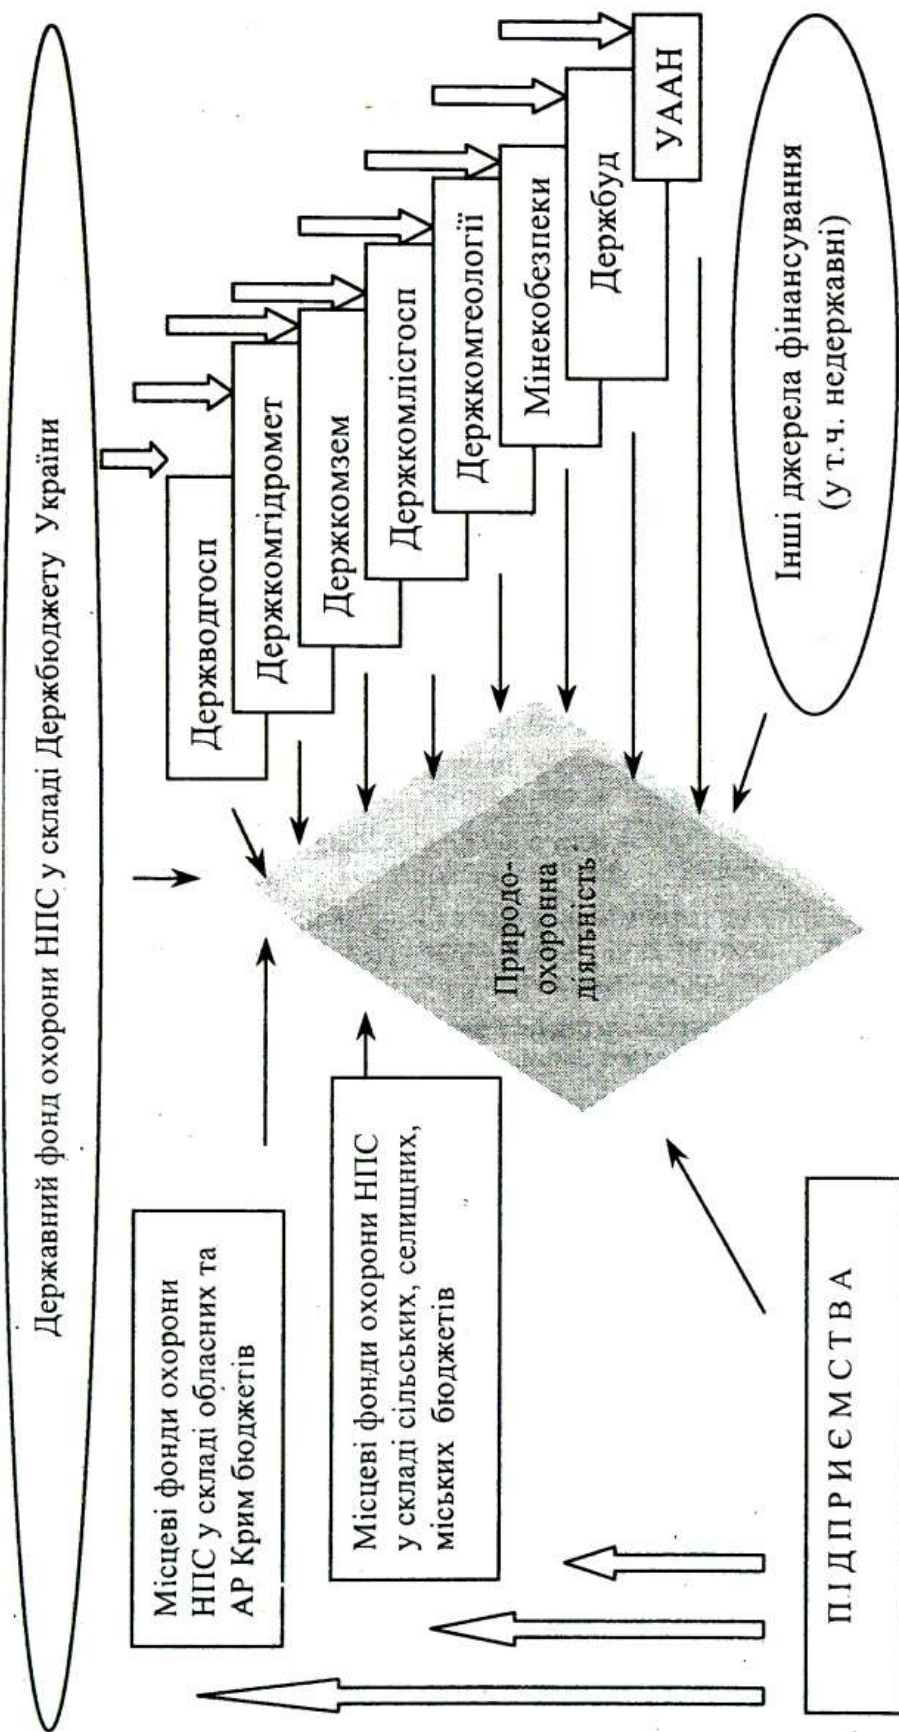 Державний фонд охорони НПС у складі Держбюджету України
Місцеві фонди охорони
НПС у складі обласних та
АР Крим бюджетів
Місцеві фонди охорони НПС
у складі сільських, селищних,
міських бюджетів
ПІДПРИЄМСТВА
Природо-
охоронна
діяльність
Держводгосп
Держкомгідромет
Держкомзем
Держкомлісгосп
Держкомгеології
Мінекобезпеки
Держбуд
УААН
Інші джерела фінансування
(у т. ч. недержавні)